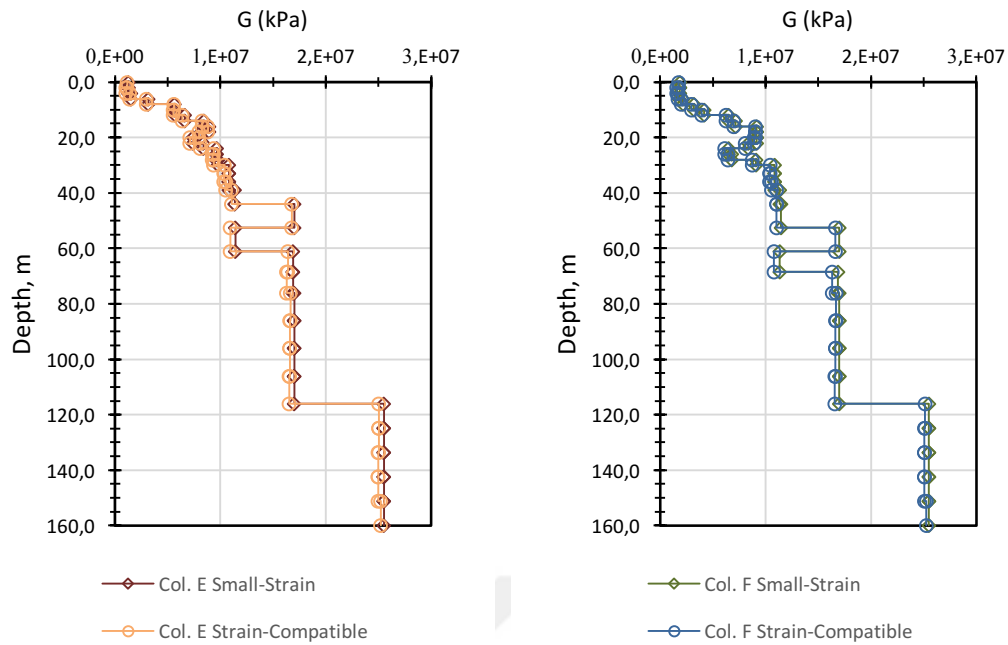 G (kPa)
0,E+00 1,E+07 2,E+07 3,E+07
0,0
20,0
40,0
60,0
80,0
100,0
120,0
140,0
160,0
Depth, m
Col. E Small-Strain
Col. E Strain-Compatible
G (kPa)
0,E+00 1,E+07 2,E+07 3,E+07
0,0
20,0
40,0
60,0
80,0
100,0
120,0
140,0
160,0
Depth, m
Col. F Small-Strain
Col. F Strain-Compatible